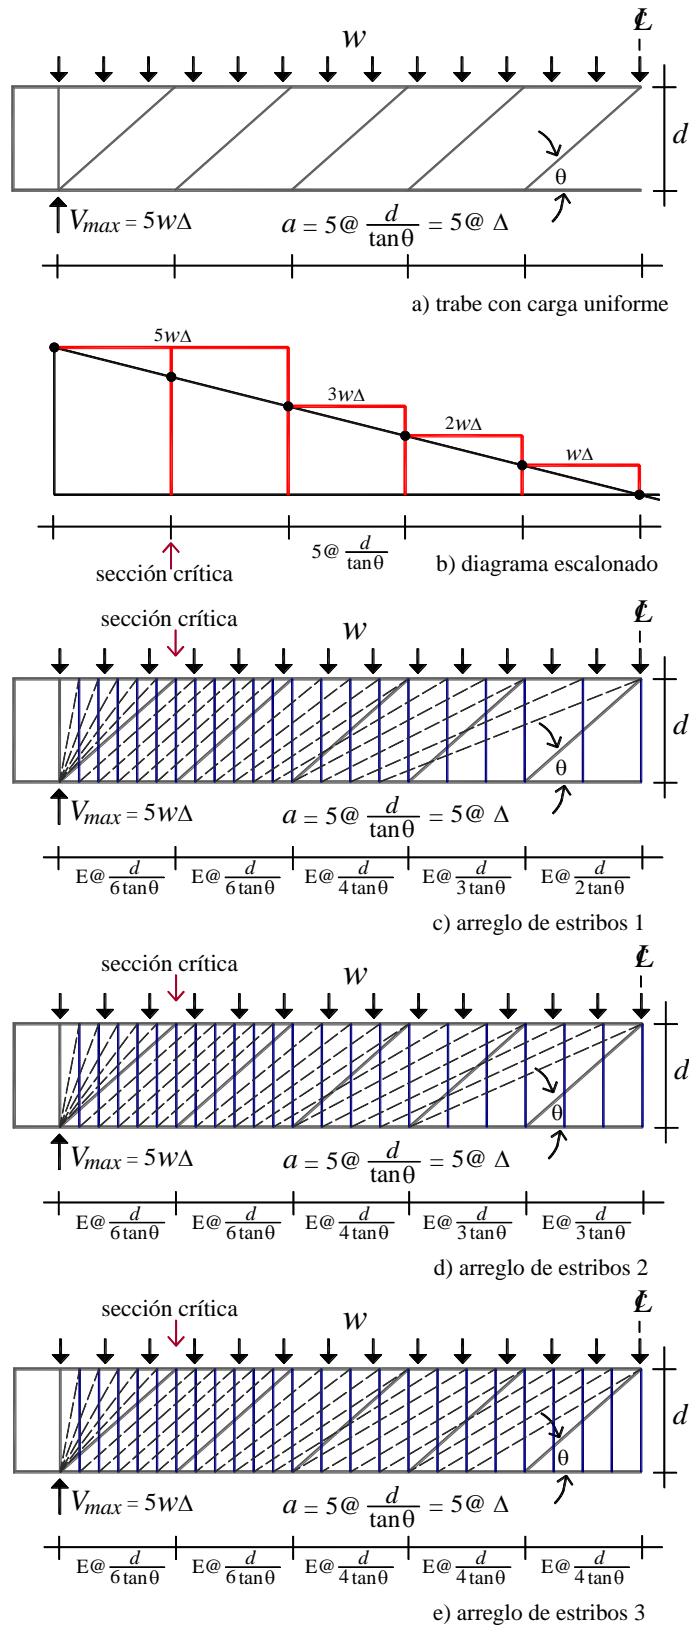 w
℄
d
θ
Vmax = 5wΔ
a = 5@ d/tanθ = 5@ Δ
a) trabe con carga uniforme
5wΔ
3wΔ
2wΔ
wΔ
5@ d/tanθ
sección crítica
b) diagrama escalonado
sección crítica
w
℄
d
θ
Vmax = 5wΔ
a = 5@ d/tanθ = 5@ Δ
E@ d/6tanθ E@ d/6tanθ E@ d/4tanθ E@ d/3tanθ E@ d/2tanθ
c) arreglo de estribos 1
sección crítica
w
℄
d
θ
Vmax = 5wΔ
a = 5@ d/tanθ = 5@ Δ
E@ d/6tanθ E@ d/6tanθ E@ d/4tanθ E@ d/3tanθ E@ d/3tanθ
d) arreglo de estribos 2
sección crítica
w
℄
d
θ
Vmax = 5wΔ
a = 5@ d/tanθ = 5@ Δ
E@ d/6tanθ E@ d/6tanθ E@ d/4tanθ E@ d/4tanθ E@ d/4tanθ
e) arreglo de estribos 3